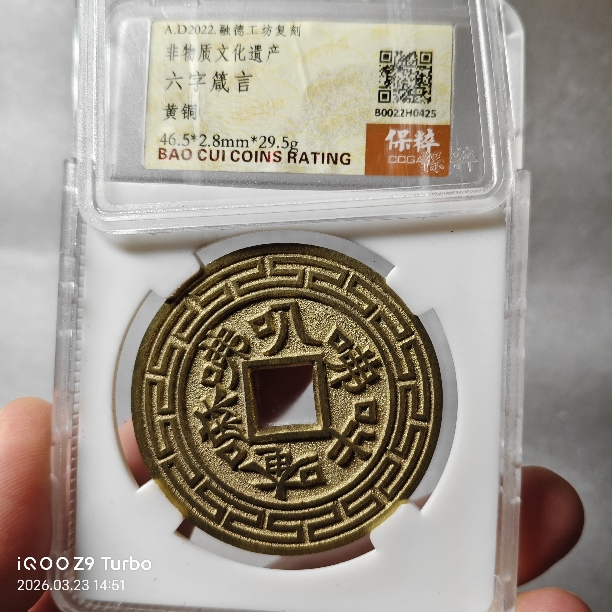 A.D2022.融德工坊复刻
非物质文化遗产
六字箴言
黄铜
B0022H0425
46.5*2.8mm*29.5g
BAO CUI COINS RATING
保粹
叭
iQOO Z9 Turbo
2026.03.23 14:51